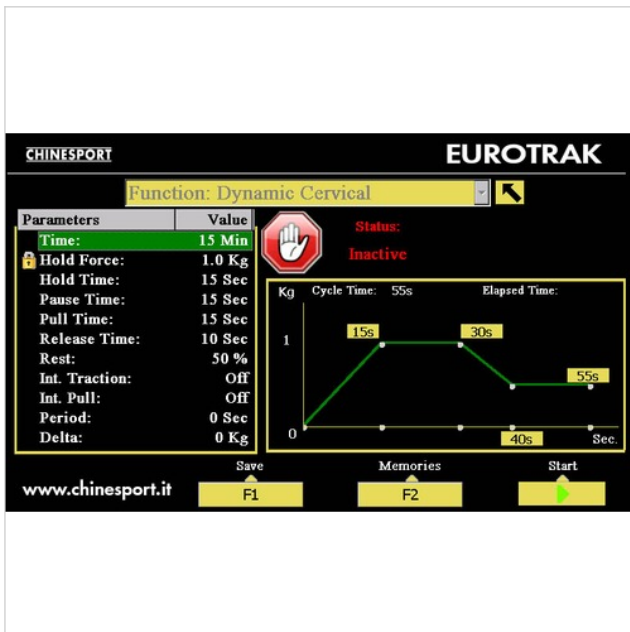 CHINESPORT
EUROTRAK
Function: Dynamic Cervical
Parameters Value
Time: 15 Min
Hold Force: 1.0 Kg
Hold Time: 15 Sec
Pause Time: 15 Sec
Pull Time: 15 Sec
Release Time: 10 Sec
Rest: 50 %
Int. Traction: Off
Int. Pull: Off
Period: 0 Sec
Delta: 0 Kg
Status:
Inactive
Kg Cycle Time: 55s Elapsed Time:
15s 30s
1
55s
0 40s Sec.
Save Memories Start
www.chinesport.it F1 F2